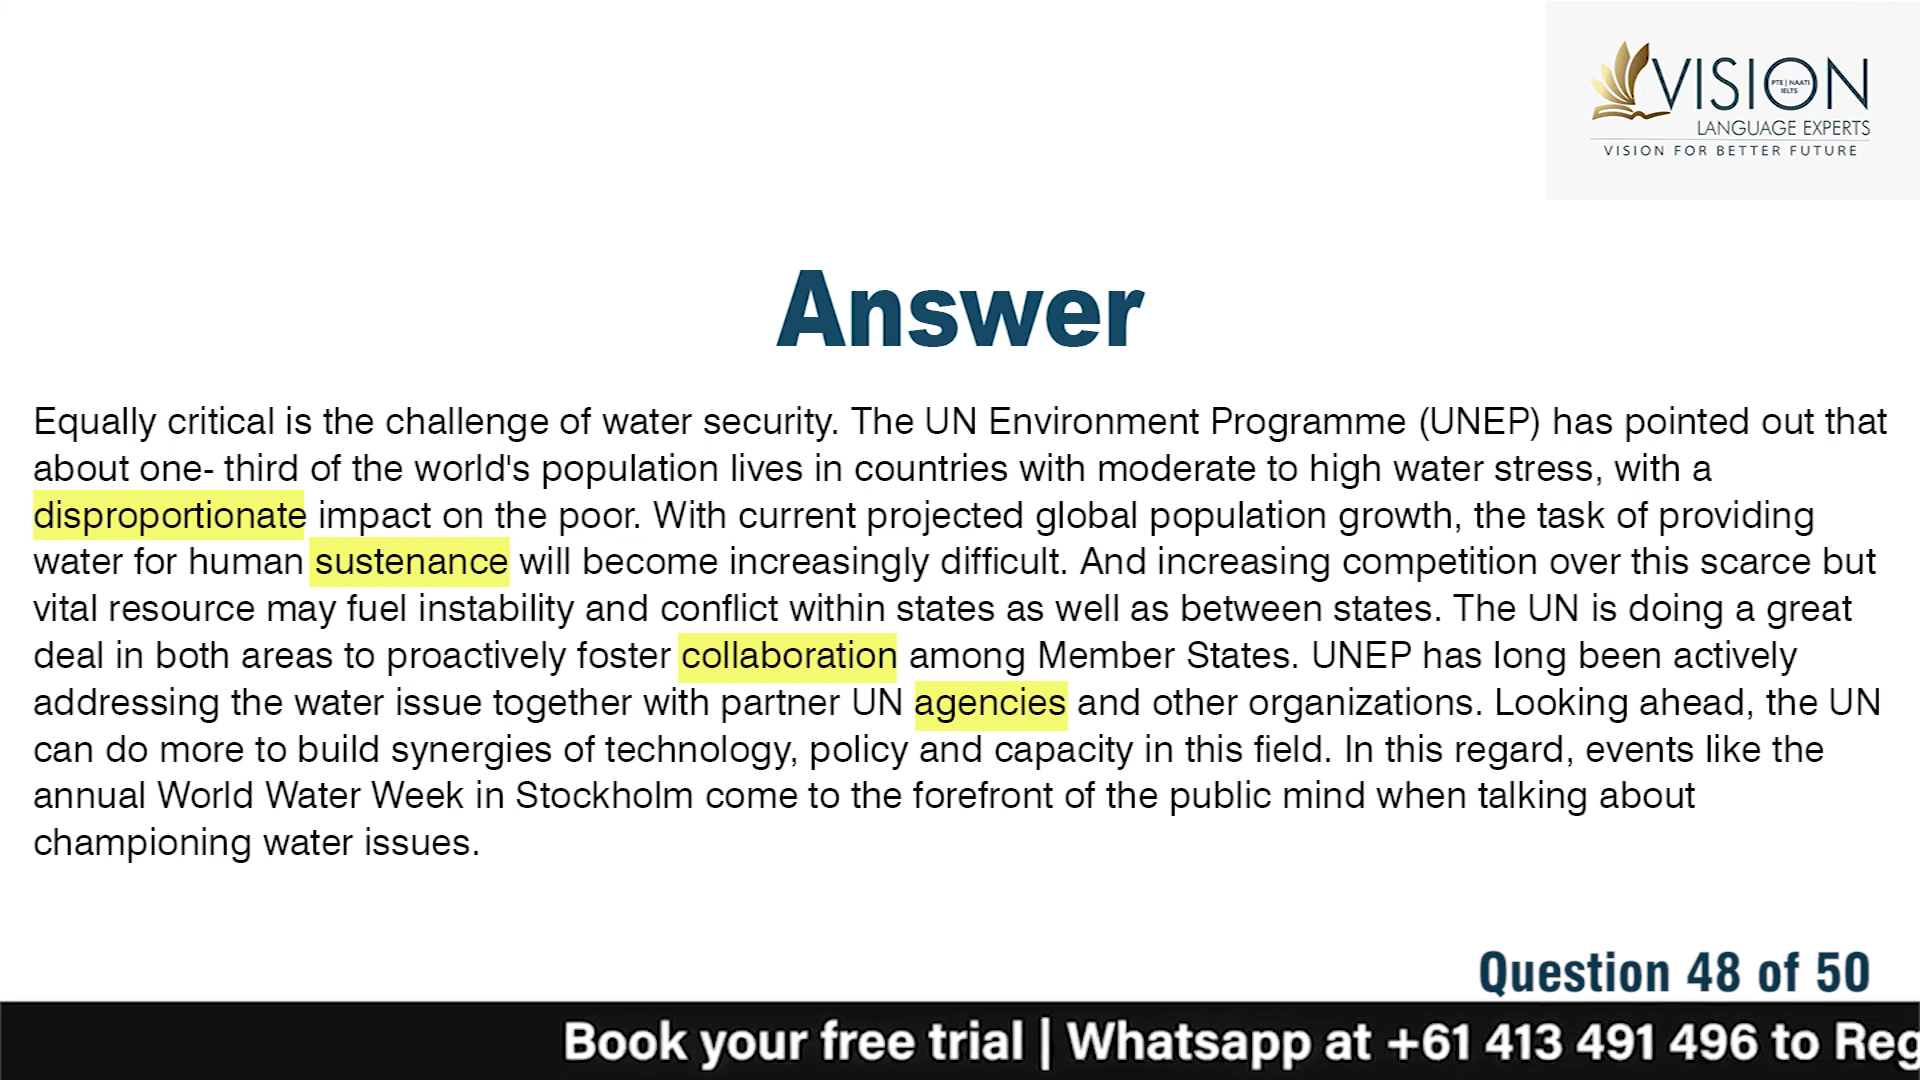 VISION
PTE | NAATI
IELTS
LANGUAGE EXPERTS
VISION FOR BETTER FUTURE
Answer
Equally critical is the challenge of water security. The UN Environment Programme (UNEP) has pointed out that
about one- third of the world's population lives in countries with moderate to high water stress, with a
disproportionate impact on the poor. With current projected global population growth, the task of providing
water for human sustenance will become increasingly difficult. And increasing competition over this scarce but
vital resource may fuel instability and conflict within states as well as between states. The UN is doing a great
deal in both areas to proactively foster collaboration among Member States. UNEP has long been actively
addressing the water issue together with partner UN agencies and other organizations. Looking ahead, the UN
can do more to build synergies of technology, policy and capacity in this field. In this regard, events like the
annual World Water Week in Stockholm come to the forefront of the public mind when talking about
championing water issues.
Question 48 of 50
Book your free trial | Whatsapp at +61 413 491 496 to Reg